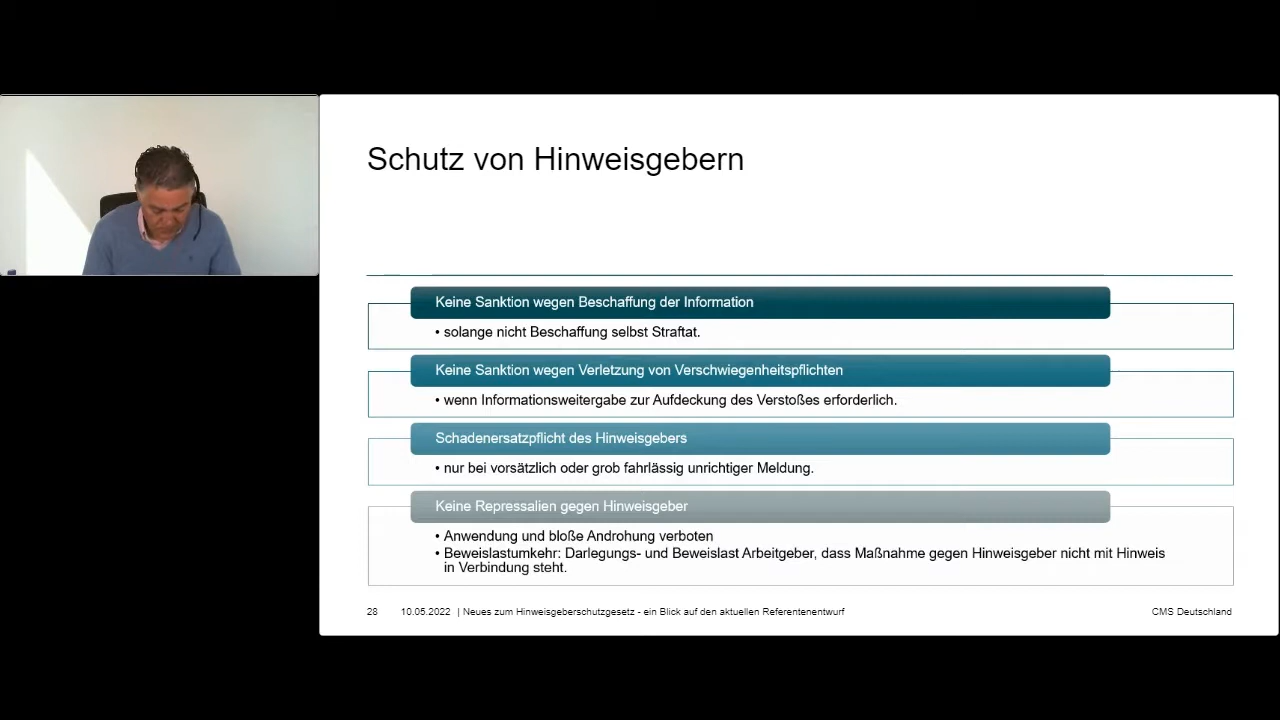 Schutz von Hinweisgebern
Keine Sanktion wegen Beschaffung der Information
• solange nicht Beschaffung selbst Straftat.
Keine Sanktion wegen Verletzung von Verschwiegenheitspflichten
• wenn Informationsweitergabe zur Aufdeckung des Verstoßes erforderlich.
Schadenersatzpflicht des Hinweisgebers
• nur bei vorsätzlich oder grob fahrlässig unrichtiger Meldung.
Keine Repressalien gegen Hinweisgeber
• Anwendung und bloße Androhung verboten
• Beweislastumkehr: Darlegungs- und Beweislast Arbeitgeber, dass Maßnahme gegen Hinweisgeber nicht mit Hinweis
in Verbindung steht.
28 10.05.2022 | Neues zum Hinweisgeberschutzgesetz - ein Blick auf den aktuellen Referentenentwurf CMS Deutschland